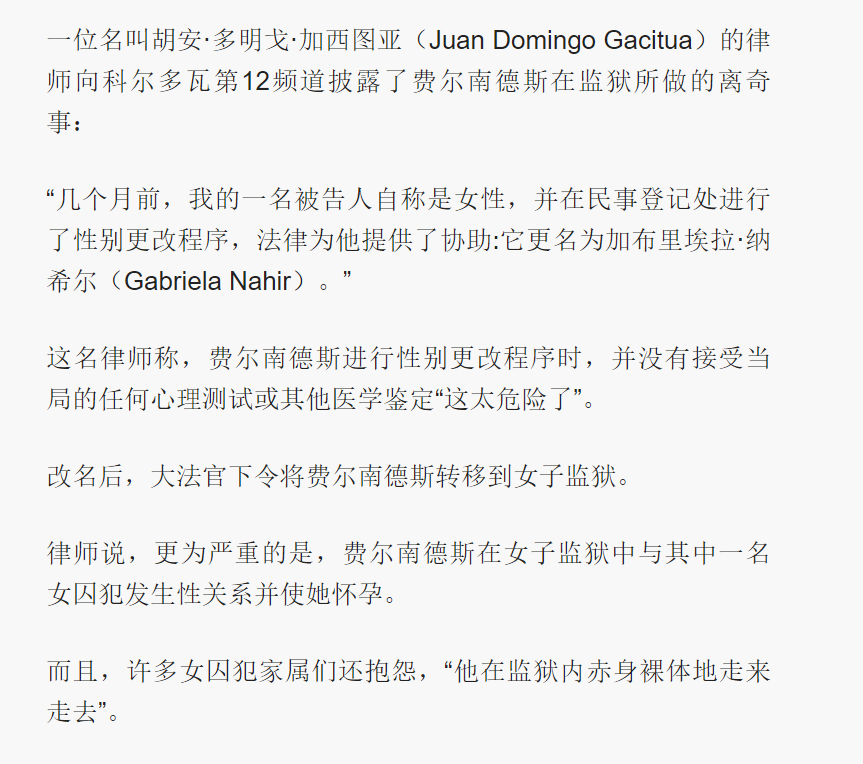 一位名叫胡安·多明戈·加西图亚（Juan Domingo Gacitua）的律
师向科尔多瓦第12频道披露了费尔南德斯在监狱所做的离奇
事：
“几个月前，我的一名被告人自称是女性，并在民事登记处进行
了性别更改程序，法律为他提供了协助:它更名为加布里埃拉·纳
希尔（Gabriela Nahir）。”
这名律师称，费尔南德斯进行性别更改程序时，并没有接受当
局的任何心理测试或其他医学鉴定“这太危险了”。
改名后，大法官下令将费尔南德斯转移到女子监狱。
律师说，更为严重的是，费尔南德斯在女子监狱中与其中一名
女囚犯发生性关系并使她怀孕。
而且，许多女囚犯家属们还抱怨，“他在监狱内赤身裸体地走来
走去”。